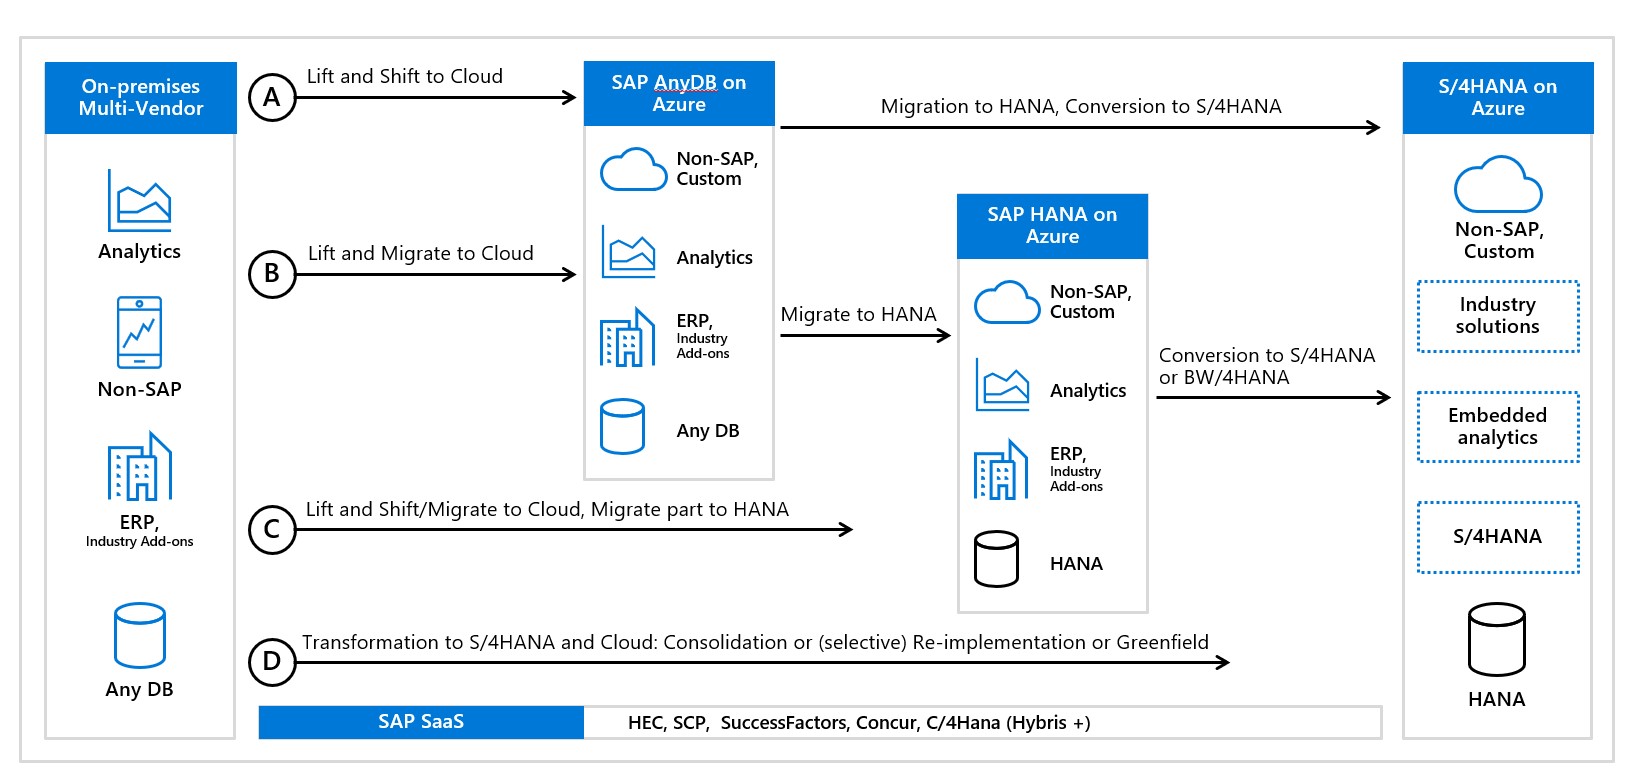 On-premises
Multi-Vendor
Analytics
Non-SAP
ERP,
Industry Add-ons
Any DB
A
Lift and Shift to Cloud
B
Lift and Migrate to Cloud
C
Lift and Shift/Migrate to Cloud, Migrate part to HANA
D
Transformation to S/4HANA and Cloud: Consolidation or (selective) Re-implementation or Greenfield
SAP AnyDB on
Azure
Non-SAP,
Custom
Analytics
ERP,
Industry
Add-ons
Any DB
Migration to HANA, Conversion to S/4HANA
Migrate to HANA
SAP HANA on
Azure
Non-SAP,
Custom
Analytics
ERP,
Industry
Add-ons
HANA
Conversion to S/4HANA
or BW/4HANA
S/4HANA on
Azure
Non-SAP,
Custom
Industry
solutions
Embedded
analytics
S/4HANA
HANA
SAP SaaS
HEC, SCP, SuccessFactors, Concur, C/4Hana (Hybris +)